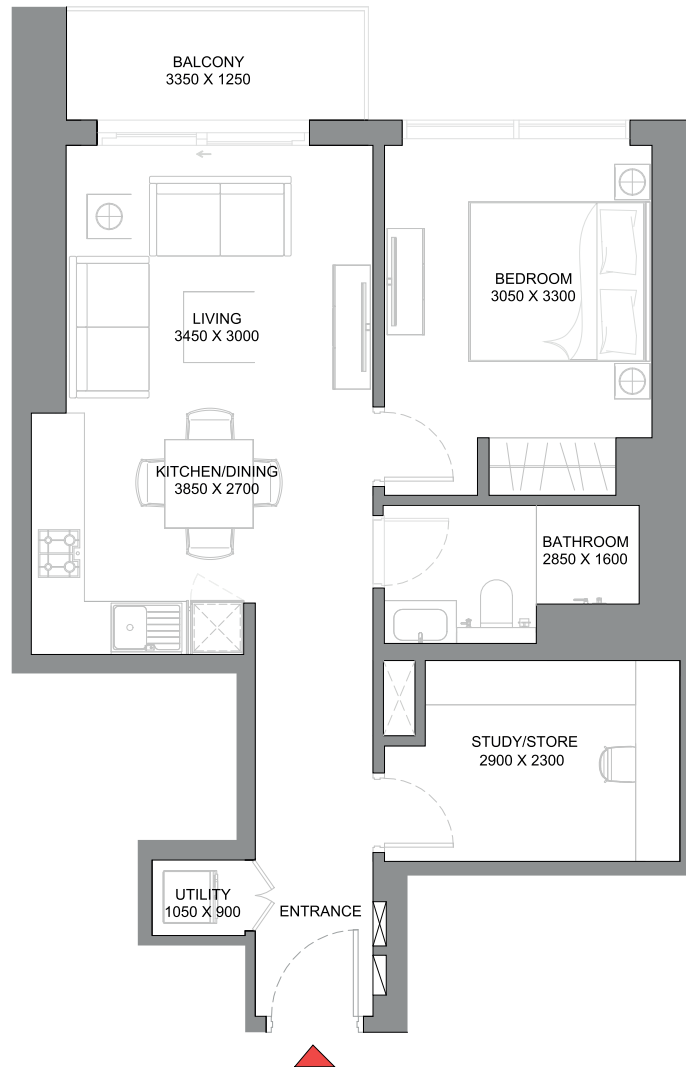 BALCONY
3350 X 1250
BEDROOM
3050 X 3300
LIVING
3450 X 3000
KITCHEN/DINING
3850 X 2700
BATHROOM
2850 X 1600
STUDY/STORE
2900 X 2300
UTILITY
1050 X 900
ENTRANCE